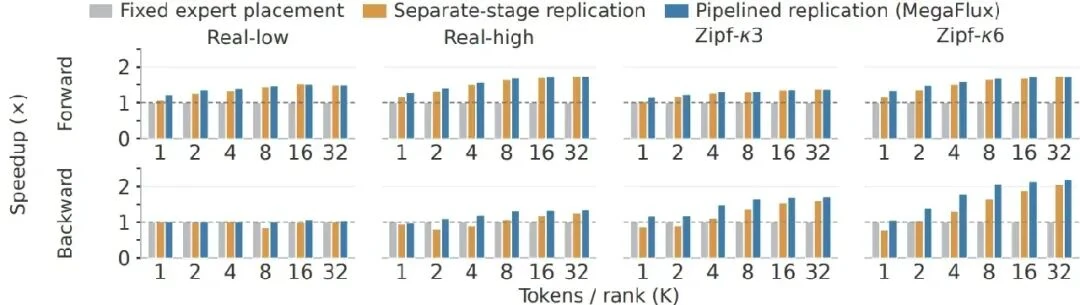 Fixed expert placement Separate-stage replication Pipelined replication (MegaFlux)
Real-low Real-high Zipf-κ3 Zipf-κ6
Speedup (×)
Forward
2
1
0
1 2 4 8 16 32 1 2 4 8 16 32 1 2 4 8 16 32 1 2 4 8 16 32
Backward
2
1
0
1 2 4 8 16 32 1 2 4 8 16 32 1 2 4 8 16 32 1 2 4 8 16 32
Tokens / rank (K)